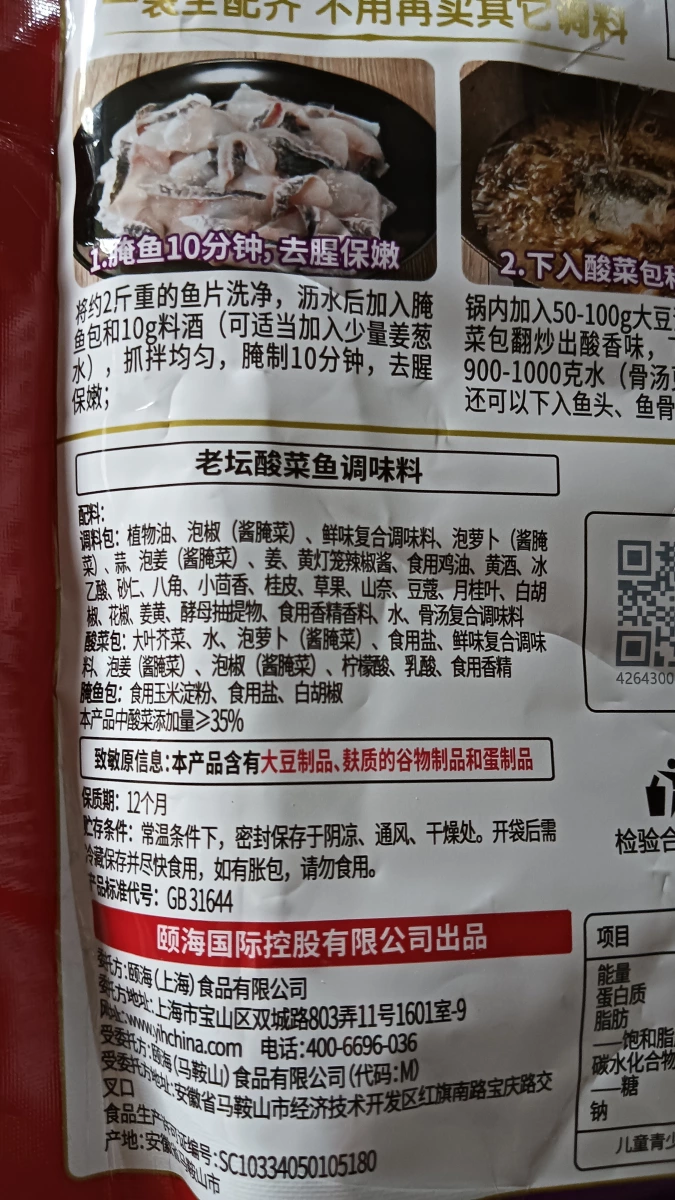 袋全配齐 不用再买其它调料
1.腌鱼10分钟，去腥保嫩
将约2斤重的鱼片洗净，沥水后加入腌
鱼包和10g料酒（可适当加入少量姜葱
水），抓拌均匀，腌制10分钟，去腥
保嫩；
2.下入酸菜包和
锅内加入50-100g大豆
菜包翻炒出酸香味，
900-1000克水（骨汤
还可以下入鱼头、鱼骨
老坛酸菜鱼调味料
配料：
调料包：植物油、泡椒（酱腌菜）、鲜味复合调味料、泡萝卜（酱腌
菜）、蒜、泡姜（酱腌菜）、姜、黄灯笼辣椒酱、食用鸡油、黄酒、冰
乙酸、砂仁、八角、小茴香、桂皮、草果、山奈、豆蔻、月桂叶、白胡
椒、花椒、姜黄、酵母抽提物、食用香精香料、水、骨汤复合调味料
酸菜包：大叶芥菜、水、泡萝卜（酱腌菜）、食用盐、鲜味复合调味
料、泡姜（酱腌菜）、泡椒（酱腌菜）、柠檬酸、乳酸、食用香精
腌鱼包：食用玉米淀粉、食用盐、白胡椒
本产品中酸菜添加量≥35%
致敏原信息：本产品含有大豆制品、麸质的谷物制品和蛋制品
保质期：12个月
贮存条件：常温条件下，密封保存于阴凉、通风、干燥处。开袋后需
冷藏保存并尽快食用，如有胀包，请勿食用。
产品标准代号：GB 31644
颐海国际控股有限公司出品
委托方：颐海（上海）食品有限公司
委托方地址：上海市宝山区双城路803弄11号1601室-9
网址：www.yihchina.com 电话：400-6696-036
受委托方：颐海（马鞍山）食品有限公司（代码：M）
受委托方地址：安徽省马鞍山市经济技术开发区红旗南路宝庆路交
叉口
食品生产许可证编号：SC10334050105180
产地：安徽省马鞍山市
4264300
检验合
项目
能量
蛋白质
脂肪
—饱和脂
碳水化合物
—糖
钠
儿童青少